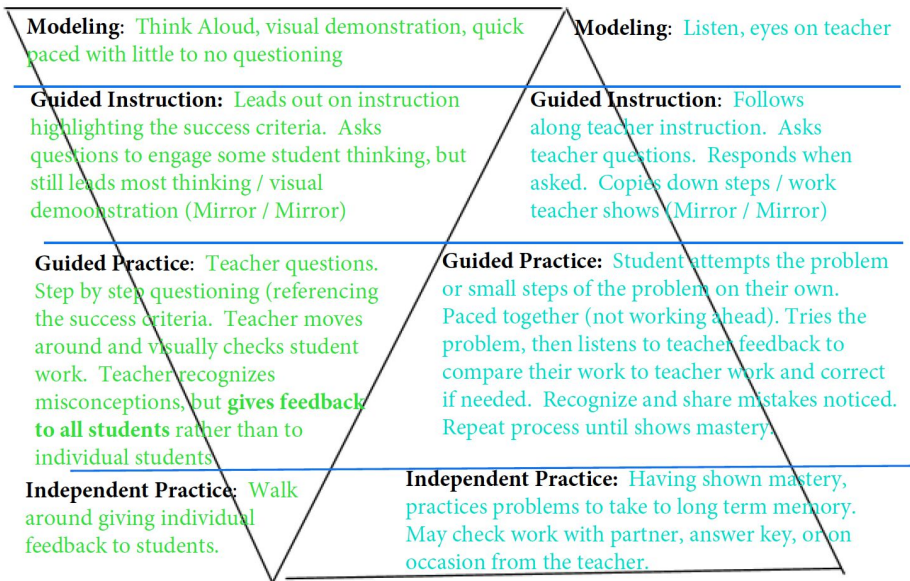 Modeling: Think Aloud, visual demonstration, quick
paced with little to no questioning
Modeling: Listen, eyes on teacher
Guided Instruction: Leads out on instruction
highlighting the success criteria. Asks
questions to engage some student thinking, but
still leads most thinking / visual
demoonstration (Mirror / Mirror)
Guided Instruction: Follows
along teacher instruction. Asks
teacher questions. Responds when
asked. Copies down steps / work
teacher shows (Mirror / Mirror)
Guided Practice: Teacher questions.
Step by step questioning (referencing
the success criteria. Teacher moves
around and visually checks student
work. Teacher recognizes
misconceptions, but gives feedback
to all students rather than to
individual students
Guided Practice: Student attempts the problem
or small steps of the problem on their own.
Paced together (not working ahead). Tries the
problem, then listens to teacher feedback to
compare their work to teacher work and correct
if needed. Recognize and share mistakes noticed.
Repeat process until shows mastery.
Independent Practice: Walk
around giving individual
feedback to students.
Independent Practice: Having shown mastery,
practices problems to take to long term memory.
May check work with partner, answer key, or on
occasion from the teacher.